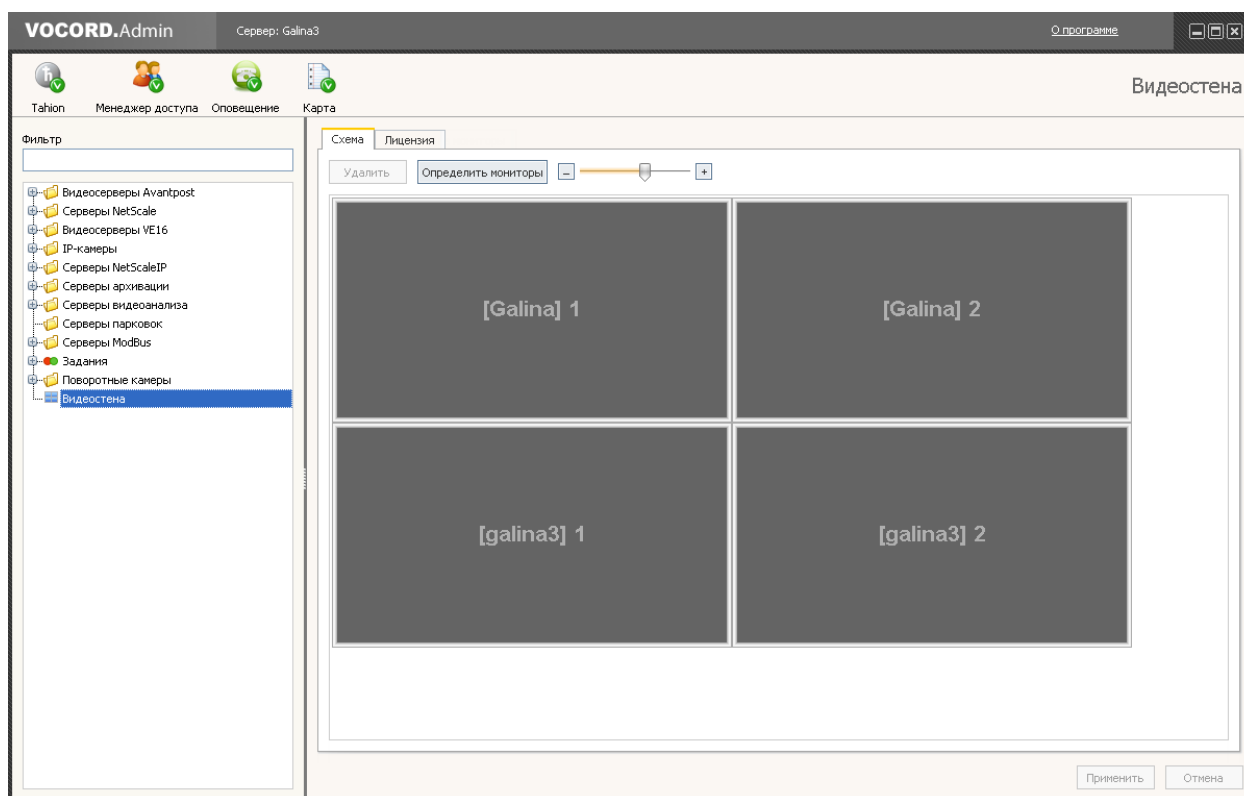 VOCORD.Admin
Сервер: Galina3
О программе
Tahion
Менеджер доступа
Оповещение
Карта
Видеостена
Фильтр
Видеосерверы Avantpost
Серверы NetScale
Видеосерверы VE16
IP-камеры
Серверы NetScaleIP
Серверы архивации
Серверы видеоанализа
Серверы парковок
Серверы ModBus
Задания
Поворотные камеры
Видеостена
Схема
Лицензия
Удалить
Определить мониторы
[Galina] 1
[Galina] 2
[galina3] 1
[galina3] 2
Применить
Отмена